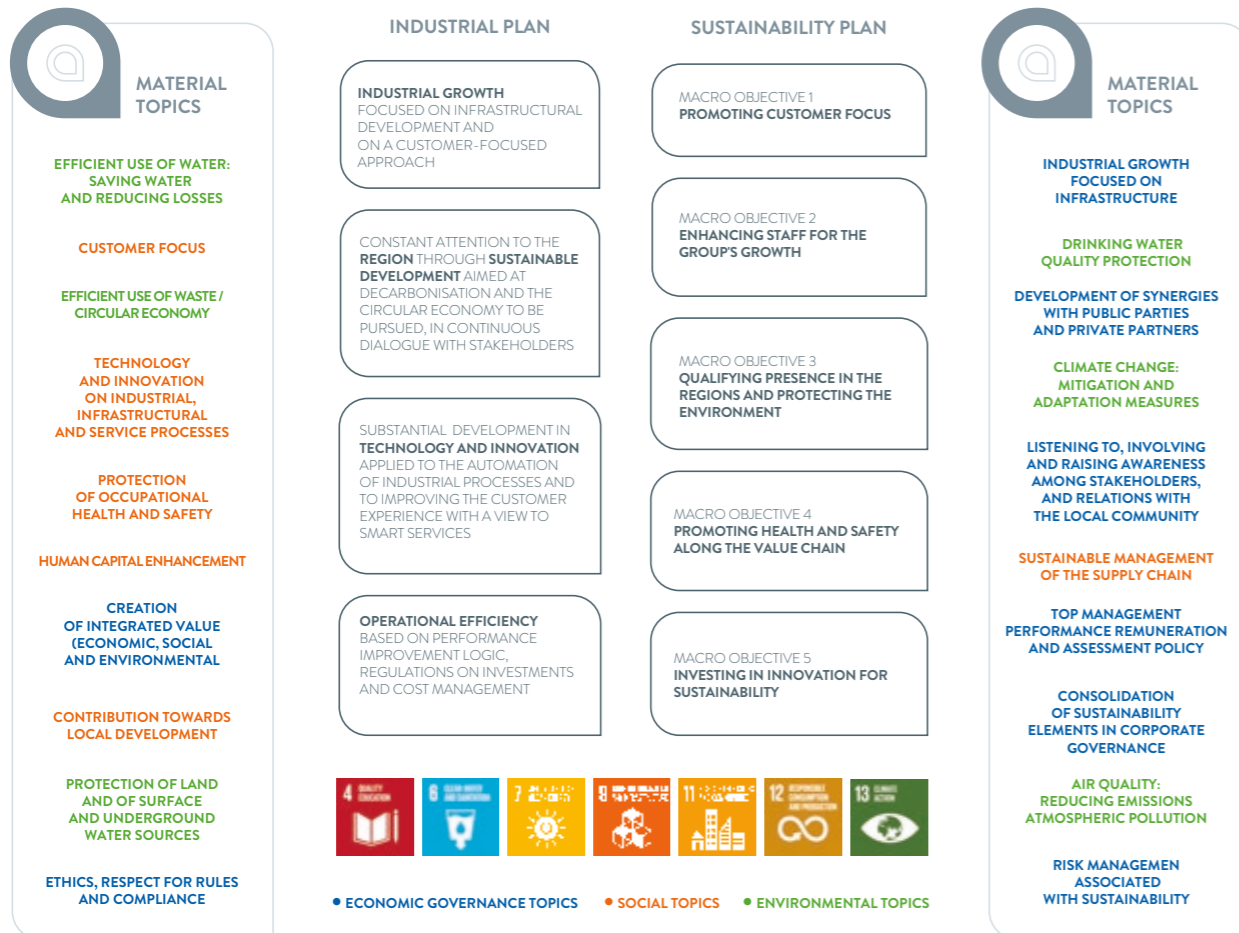 MATERIAL
TOPICS
EFFICIENT USE OF WATER:
SAVING WATER
AND REDUCING LOSSES
CUSTOMER FOCUS
EFFICIENT USE OF WASTE /
CIRCULAR ECONOMY
TECHNOLOGY
AND INNOVATION
ON INDUSTRIAL,
INFRASTRUCTURAL
AND SERVICE PROCESSES
PROTECTION
OF OCCUPATIONAL
HEALTH AND SAFETY
HUMAN CAPITAL ENHANCEMENT
CREATION
OF INTEGRATED VALUE
(ECONOMIC, SOCIAL
AND ENVIRONMENTAL
CONTRIBUTION TOWARDS
LOCAL DEVELOPMENT
PROTECTION OF LAND
AND OF SURFACE
AND UNDERGROUND
WATER SOURCES
ETHICS, RESPECT FOR RULES
AND COMPLIANCE
INDUSTRIAL PLAN
INDUSTRIAL GROWTH
FOCUSED ON INFRASTRUCTURAL
DEVELOPMENT AND
ON A CUSTOMER-FOCUSED
APPROACH
CONSTANT ATTENTION TO THE
REGION THROUGH SUSTAINABLE
DEVELOPMENT AIMED AT
DECARBONISATION AND THE
CIRCULAR ECONOMY TO BE
PURSUED, IN CONTINUOUS
DIALOGUE WITH STAKEHOLDERS
SUBSTANTIAL DEVELOPMENT IN
TECHNOLOGY AND INNOVATION
APPLIED TO THE AUTOMATION
OF INDUSTRIAL PROCESSES AND
TO IMPROVING THE CUSTOMER
EXPERIENCE WITH A VIEW TO
SMART SERVICES
OPERATIONAL EFFICIENCY
BASED ON PERFORMANCE
IMPROVEMENT LOGIC,
REGULATIONS ON INVESTMENTS
AND COST MANAGEMENT
SUSTAINABILITY PLAN
MACRO OBJECTIVE 1
PROMOTING CUSTOMER FOCUS
MACRO OBJECTIVE 2
ENHANCING STAFF FOR THE
GROUP'S GROWTH
MACRO OBJECTIVE 3
QUALIFYING PRESENCE IN THE
REGIONS AND PROTECTING THE
ENVIRONMENT
MACRO OBJECTIVE 4
PROMOTING HEALTH AND SAFETY
ALONG THE VALUE CHAIN
MACRO OBJECTIVE 5
INVESTING IN INNOVATION FOR
SUSTAINABILITY
4 QUALITY
EDUCATION
6 CLEAN WATER
AND SANITATION
7
8
11
12 RESPONSIBLE
CONSUMPTION
AND PRODUCTION
13 CLIMATE
ACTION
• ECONOMIC GOVERNANCE TOPICS • SOCIAL TOPICS • ENVIRONMENTAL TOPICS
MATERIAL
TOPICS
INDUSTRIAL GROWTH
FOCUSED ON
INFRASTRUCTURE
DRINKING WATER
QUALITY PROTECTION
DEVELOPMENT OF SYNERGIES
WITH PUBLIC PARTIES
AND PRIVATE PARTNERS
CLIMATE CHANGE:
MITIGATION AND
ADAPTATION MEASURES
LISTENING TO, INVOLVING
AND RAISING AWARENESS
AMONG STAKEHOLDERS,
AND RELATIONS WITH
THE LOCAL COMMUNITY
SUSTAINABLE MANAGEMENT
OF THE SUPPLY CHAIN
TOP MANAGEMENT
PERFORMANCE REMUNERATION
AND ASSESSMENT POLICY
CONSOLIDATION
OF SUSTAINABILITY
ELEMENTS IN CORPORATE
GOVERNANCE
AIR QUALITY:
REDUCING EMISSIONS
ATMOSPHERIC POLLUTION
RISK MANAGEMEN
ASSOCIATED
WITH SUSTAINABILITY